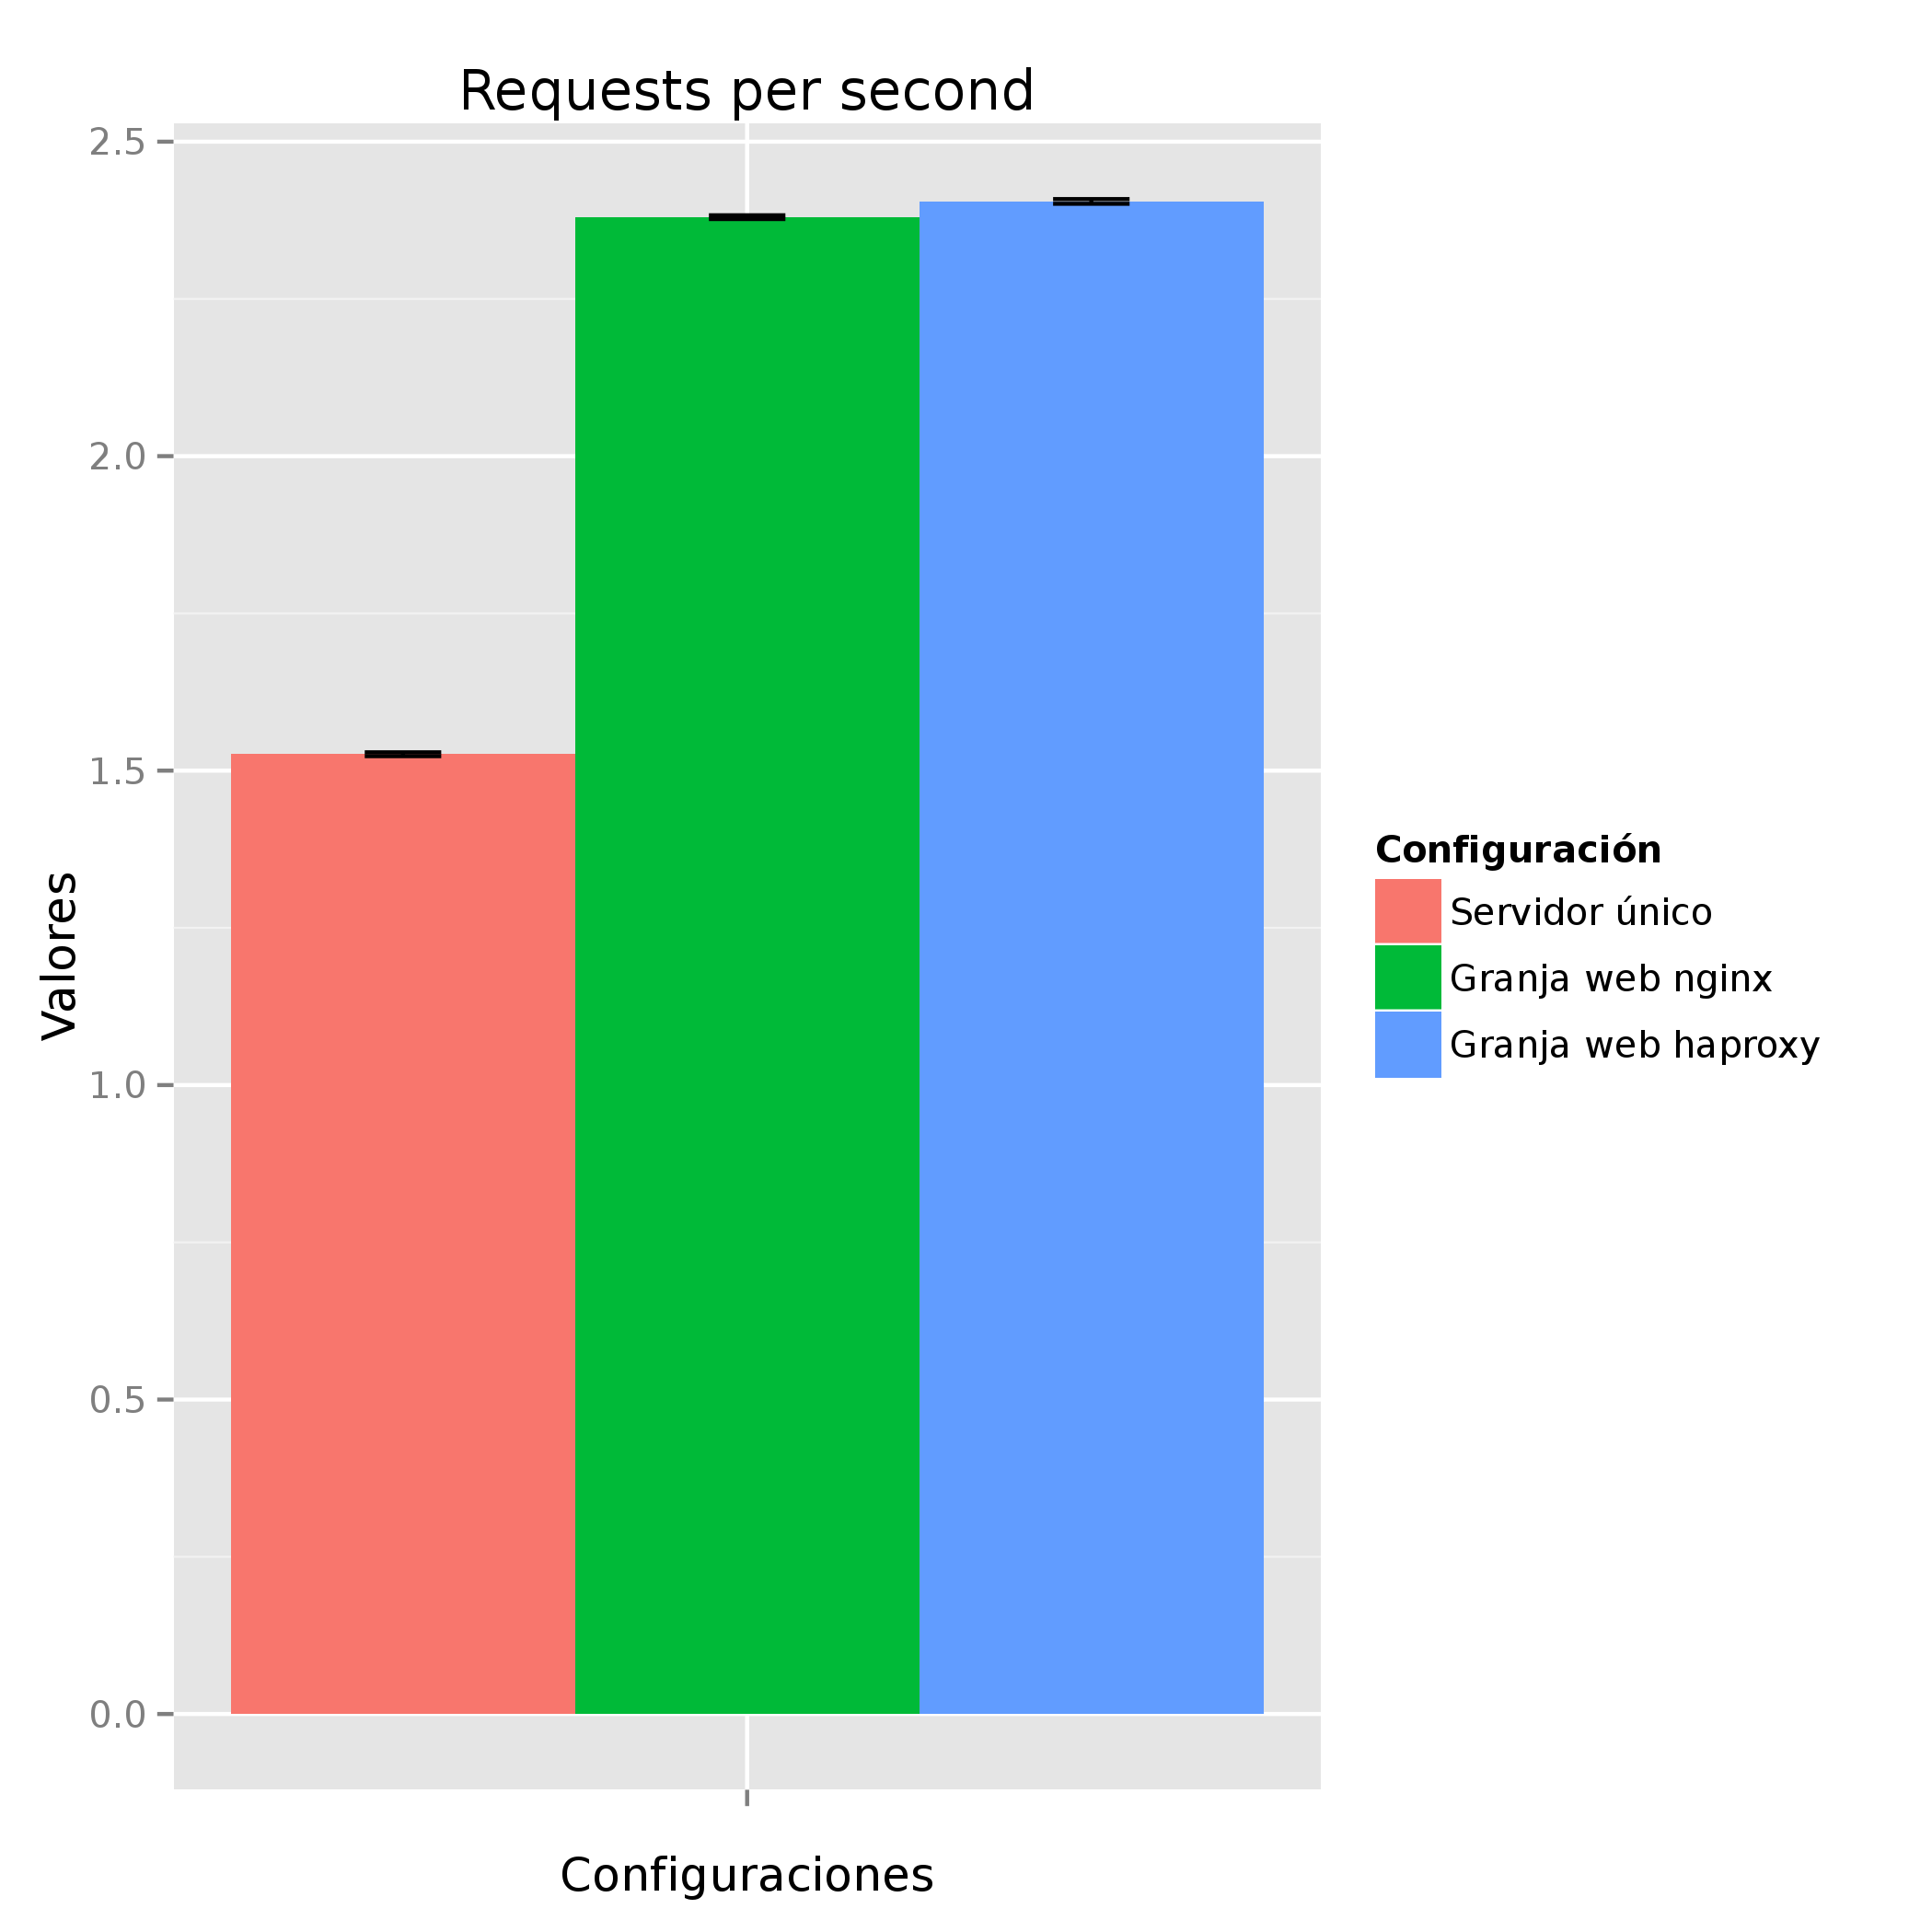 Requests per second
2.5
2.0
1.5
1.0
0.5
0.0
Valores
Configuraciones
Configuración
Servidor único
Granja web nginx
Granja web haproxy